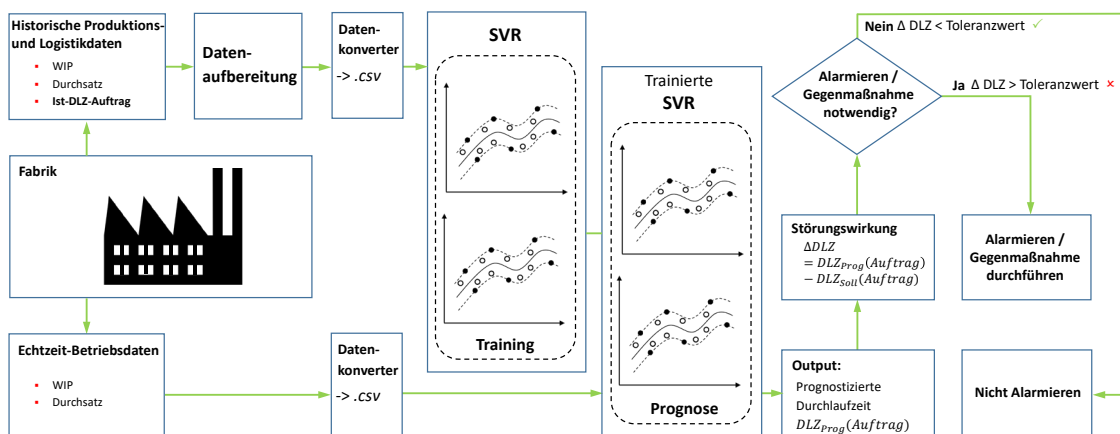 Historische Produktions-
und Logistikdaten
WIP
Durchsatz
Ist-DLZ-Auftrag
Daten-
aufbereitung
Daten-
konverter
-> .csv
SVR
Training
Trainierte
SVR
Prognose
Fabrik
Echtzeit-Betriebsdaten
WIP
Durchsatz
Daten-
konverter
-> .csv
Output:
Prognostizierte
Durchlaufzeit
DLZ_Prog(Auftrag)
Störungswirkung
ΔDLZ
= DLZ_Prog(Auftrag)
− DLZ_Soll(Auftrag)
Alarmieren /
Gegenmaßnahme
notwendig?
Nein Δ DLZ < Toleranzwert ✓
Ja Δ DLZ > Toleranzwert ×
Alarmieren /
Gegenmaßnahme
durchführen
Nicht Alarmieren